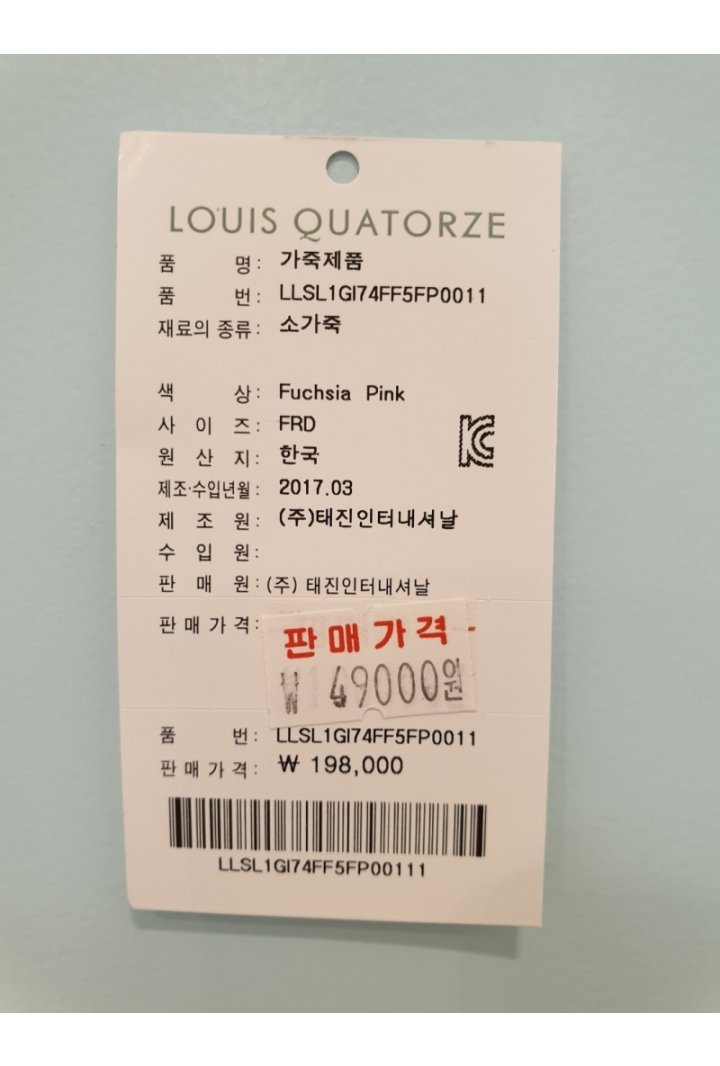 LOUIS QUATORZE
품 명: 가죽제품
품 번: LLSL1GI74FF5FP0011
재료의 종류: 소가죽
색 상: Fuchsia Pink
사 이 즈: FRD
원 산 지: 한국
제조·수입년월: 2017.03
제 조 원: (주)태진인터내셔날
수 입 원:
판 매 원: (주) 태진인터내셔날
판 매 가 격:
판매가격
₩ 49000원
품 번: LLSL1GI74FF5FP0011
판 매 가 격: ₩ 198,000
LLSL1GI74FF5FP00111